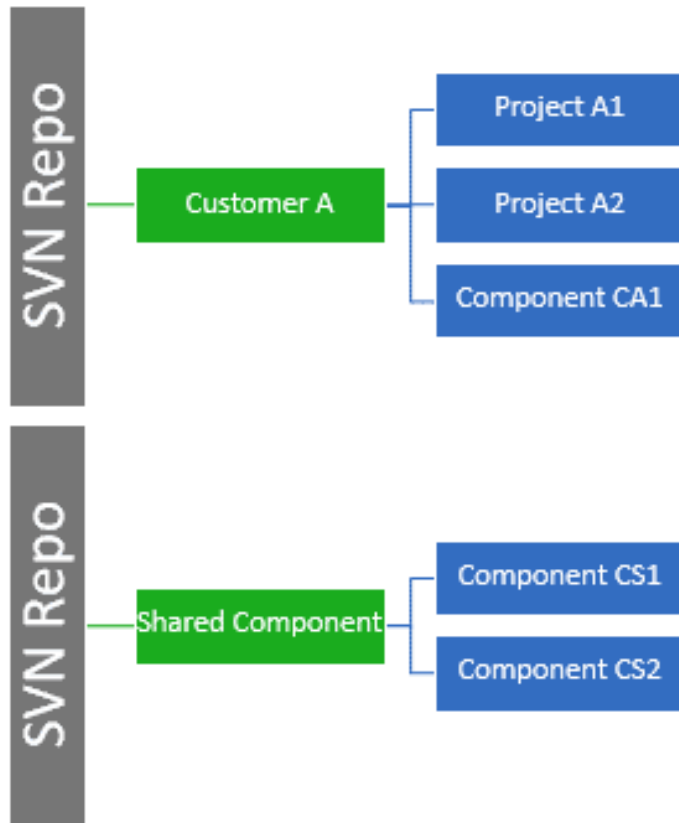 SVN Repo
Customer A
Project A1
Project A2
Component CA1
SVN Repo
Shared Component
Component CS1
Component CS2